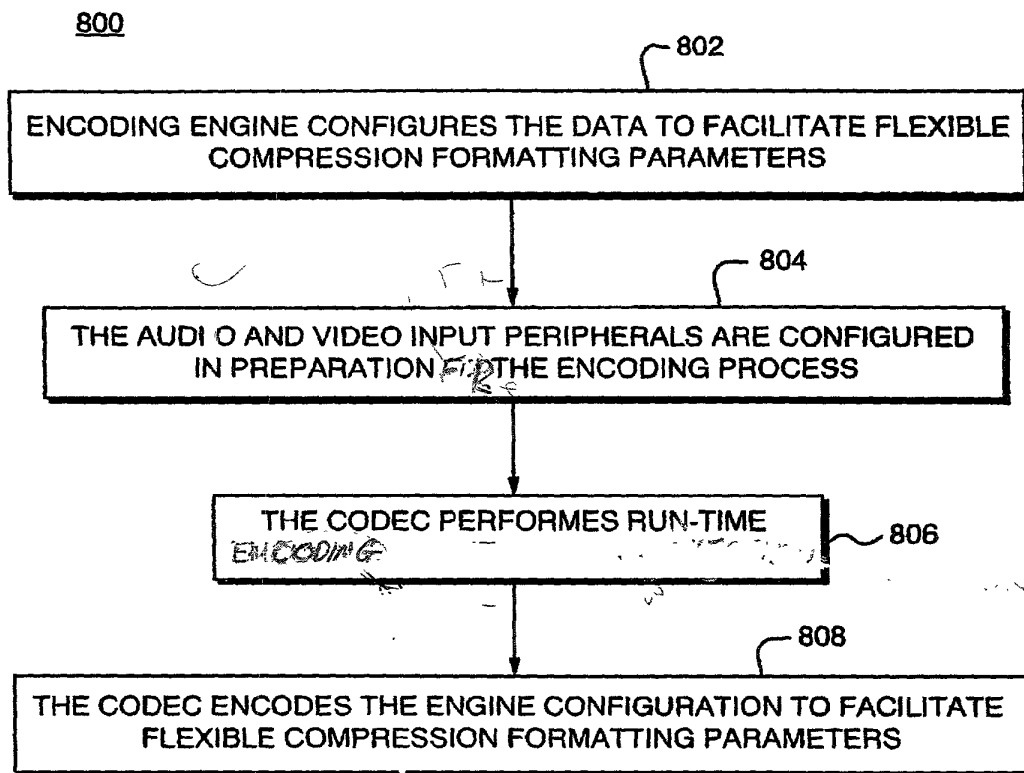 800
802
ENCODING ENGINE CONFIGURES THE DATA TO FACILITATE FLEXIBLE
COMPRESSION FORMATTING PARAMETERS
804
THE AUDI O AND VIDEO INPUT PERIPHERALS ARE CONFIGURED
IN PREPARATION FOR THE ENCODING PROCESS
THE CODEC PERFORMES RUN-TIME
ENCODING
806
808
THE CODEC ENCODES THE ENGINE CONFIGURATION TO FACILITATE
FLEXIBLE COMPRESSION FORMATTING PARAMETERS